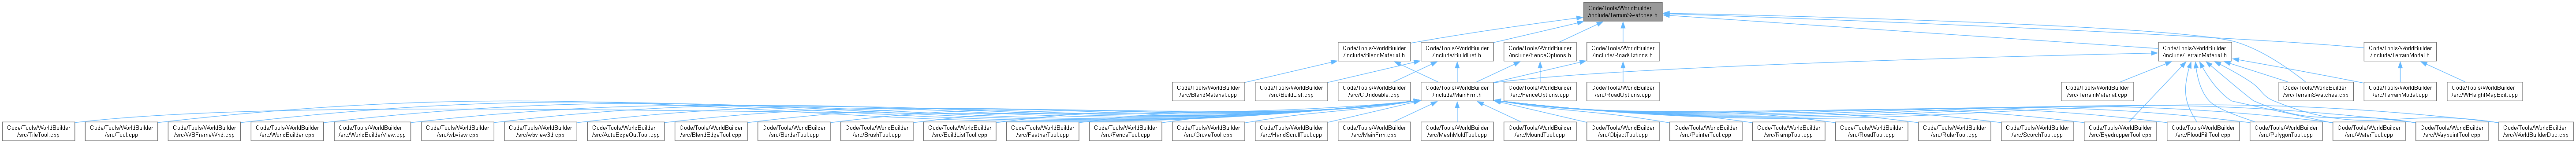 Code/Tools/WorldBuilder
/include/TerrainSwatches.h
Code/Tools/WorldBuilder
/include/BlendMaterial.h
Code/Tools/WorldBuilder
/include/BuildList.h
Code/Tools/WorldBuilder
/include/FenceOptions.h
Code/Tools/WorldBuilder
/include/RoadOptions.h
Code/Tools/WorldBuilder
/include/TerrainMaterial.h
Code/Tools/WorldBuilder
/include/TerrainModal.h
Code/Tools/WorldBuilder
/src/BlendMaterial.cpp
Code/Tools/WorldBuilder
/src/BuildList.cpp
Code/Tools/WorldBuilder
/src/CUndoable.cpp
Code/Tools/WorldBuilder
/include/MainFrm.h
Code/Tools/WorldBuilder
/src/FenceOptions.cpp
Code/Tools/WorldBuilder
/src/RoadOptions.cpp
Code/Tools/WorldBuilder
/src/TerrainMaterial.cpp
Code/Tools/WorldBuilder
/src/TerrainSwatches.cpp
Code/Tools/WorldBuilder
/src/TerrainModal.cpp
Code/Tools/WorldBuilder
/src/WHeightMapEdit.cpp
Code/Tools/WorldBuilder
/src/TileTool.cpp
Code/Tools/WorldBuilder
/src/Tool.cpp
Code/Tools/WorldBuilder
/src/WBFrameWnd.cpp
Code/Tools/WorldBuilder
/src/WorldBuilder.cpp
Code/Tools/WorldBuilder
/src/WorldBuilderView.cpp
Code/Tools/WorldBuilder
/src/wbview.cpp
Code/Tools/WorldBuilder
/src/wbview3d.cpp
Code/Tools/WorldBuilder
/src/AutoEdgeOutTool.cpp
Code/Tools/WorldBuilder
/src/BlendEdgeTool.cpp
Code/Tools/WorldBuilder
/src/BorderTool.cpp
Code/Tools/WorldBuilder
/src/BrushTool.cpp
Code/Tools/WorldBuilder
/src/BuildListTool.cpp
Code/Tools/WorldBuilder
/src/FeatherTool.cpp
Code/Tools/WorldBuilder
/src/FenceTool.cpp
Code/Tools/WorldBuilder
/src/GroveTool.cpp
Code/Tools/WorldBuilder
/src/HandScrollTool.cpp
Code/Tools/WorldBuilder
/src/MainFrm.cpp
Code/Tools/WorldBuilder
/src/MeshMoldTool.cpp
Code/Tools/WorldBuilder
/src/MoundTool.cpp
Code/Tools/WorldBuilder
/src/ObjectTool.cpp
Code/Tools/WorldBuilder
/src/PointerTool.cpp
Code/Tools/WorldBuilder
/src/RampTool.cpp
Code/Tools/WorldBuilder
/src/RoadTool.cpp
Code/Tools/WorldBuilder
/src/RulerTool.cpp
Code/Tools/WorldBuilder
/src/ScorchTool.cpp
Code/Tools/WorldBuilder
/src/EyedropperTool.cpp
Code/Tools/WorldBuilder
/src/FloodFillTool.cpp
Code/Tools/WorldBuilder
/src/PolygonTool.cpp
Code/Tools/WorldBuilder
/src/WaterTool.cpp
Code/Tools/WorldBuilder
/src/WaypointTool.cpp
Code/Tools/WorldBuilder
/src/WorldBuilderDoc.cpp